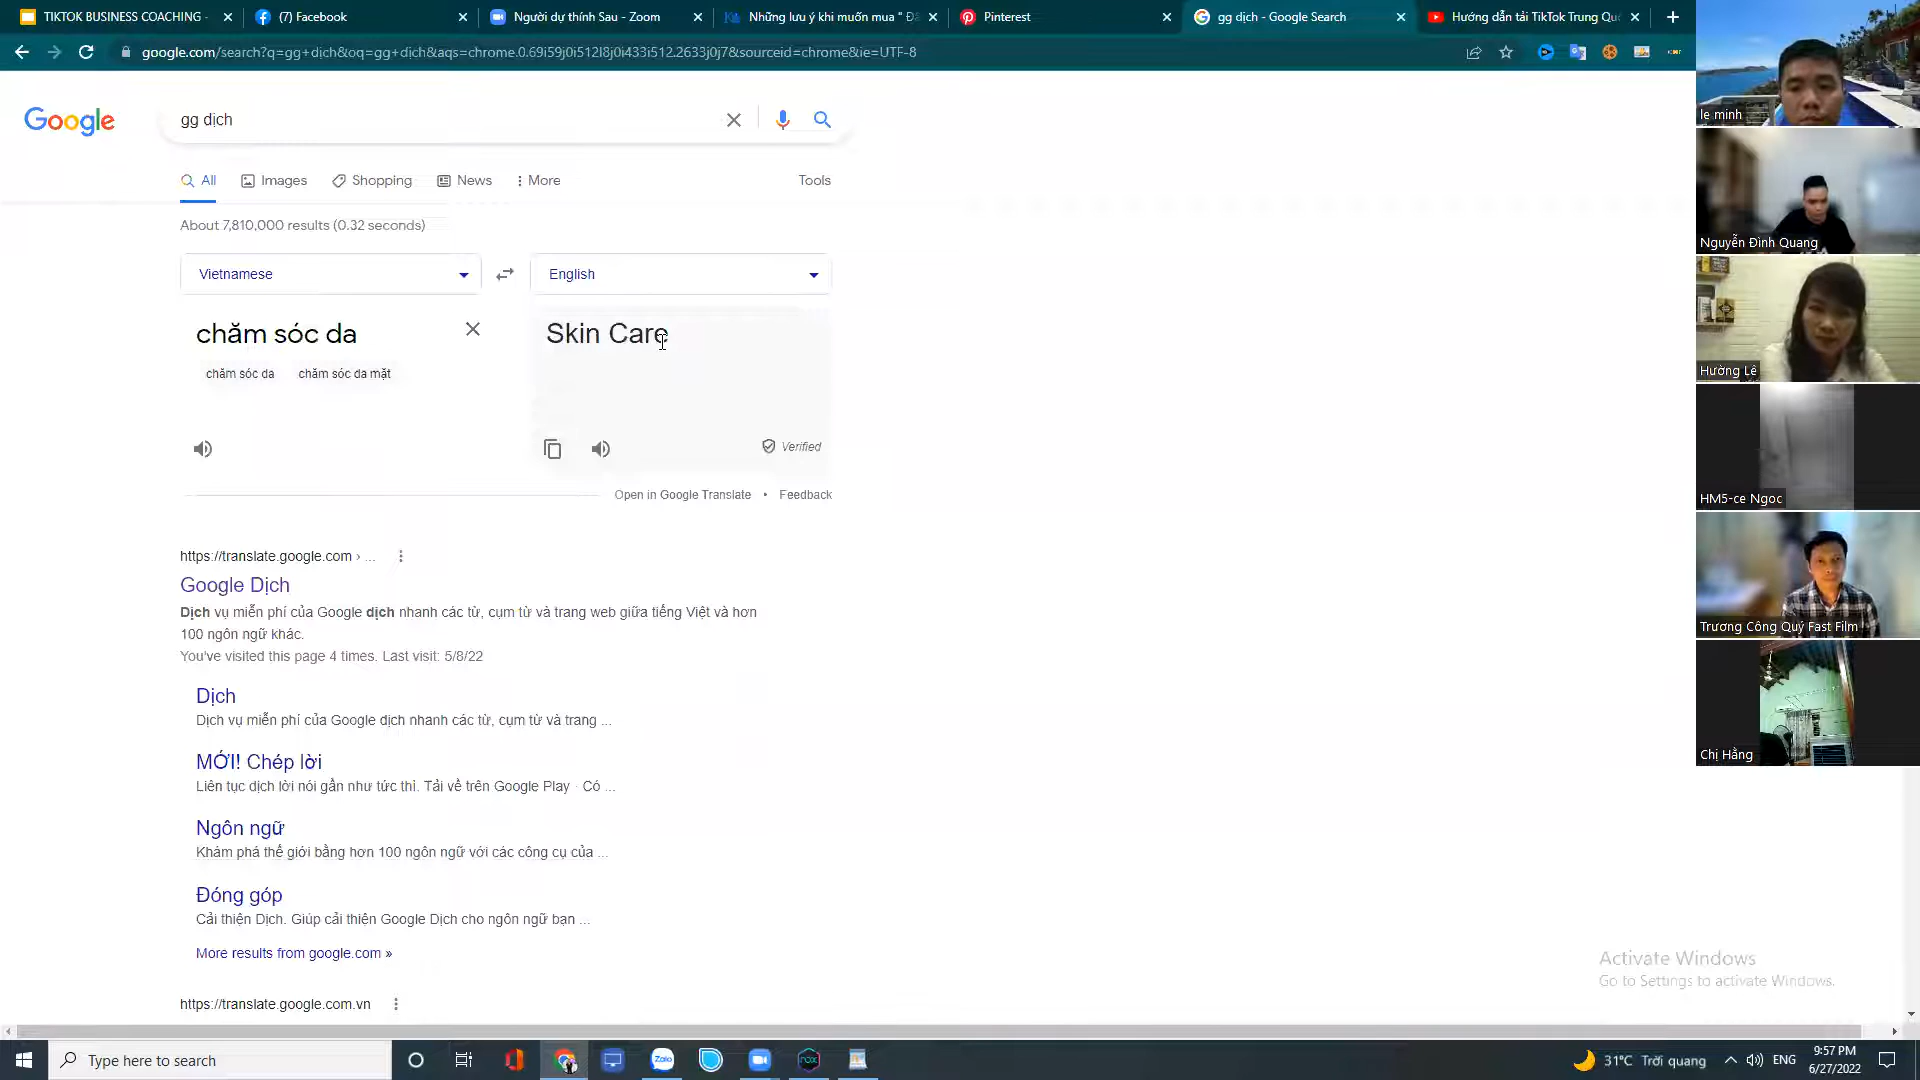 TIKTOK BUSINESS COACHING -
(7) Facebook
Người dự thính Sau - Zoom
Những lưu ý khi muốn mua "
Pinterest
gg dịch - Google Search
Hướng dẫn tải TikTok Trung Qu
google.com/search?q=gg+dịch&oq=gg+dịch&aqs=chrome.0.69i59j0i512l8j0i433i512.2633j0j7&sourceid=chrome&ie=UTF-8
Google
gg dịch
All
Images
Shopping
News
More
Tools
About 7,810,000 results (0.32 seconds)
Vietnamese
English
chăm sóc da
Skin Care
chăm sóc da
chăm sóc da mặt
Verified
Open in Google Translate • Feedback
https://translate.google.com › ...
Google Dịch
Dịch vụ miễn phí của Google dịch nhanh các từ, cụm từ và trang web giữa tiếng Việt và hơn
100 ngôn ngữ khác.
You've visited this page 4 times. Last visit: 5/8/22
Dịch
Dịch vụ miễn phí của Google dịch nhanh các từ, cụm từ và trang ...
MỚI! Chép lời
Liên tục dịch lời nói gần như tức thì. Tải về trên Google Play · Có ...
Ngôn ngữ
Khám phá thế giới bằng hơn 100 ngôn ngữ với các công cụ của ...
Đóng góp
Cải thiện Dịch. Giúp cải thiện Google Dịch cho ngôn ngữ bạn ...
More results from google.com »
https://translate.google.com.vn
le minh
Nguyễn Đình Quang
Hường Lê
HM5-ce Ngoc
Trương Công Quý Fast Film
Chị Hằng
Activate Windows
Go to Settings to activate Windows.
Type here to search
Zalo
nox
31°C Trời quang
ENG
9:57 PM
6/27/2022